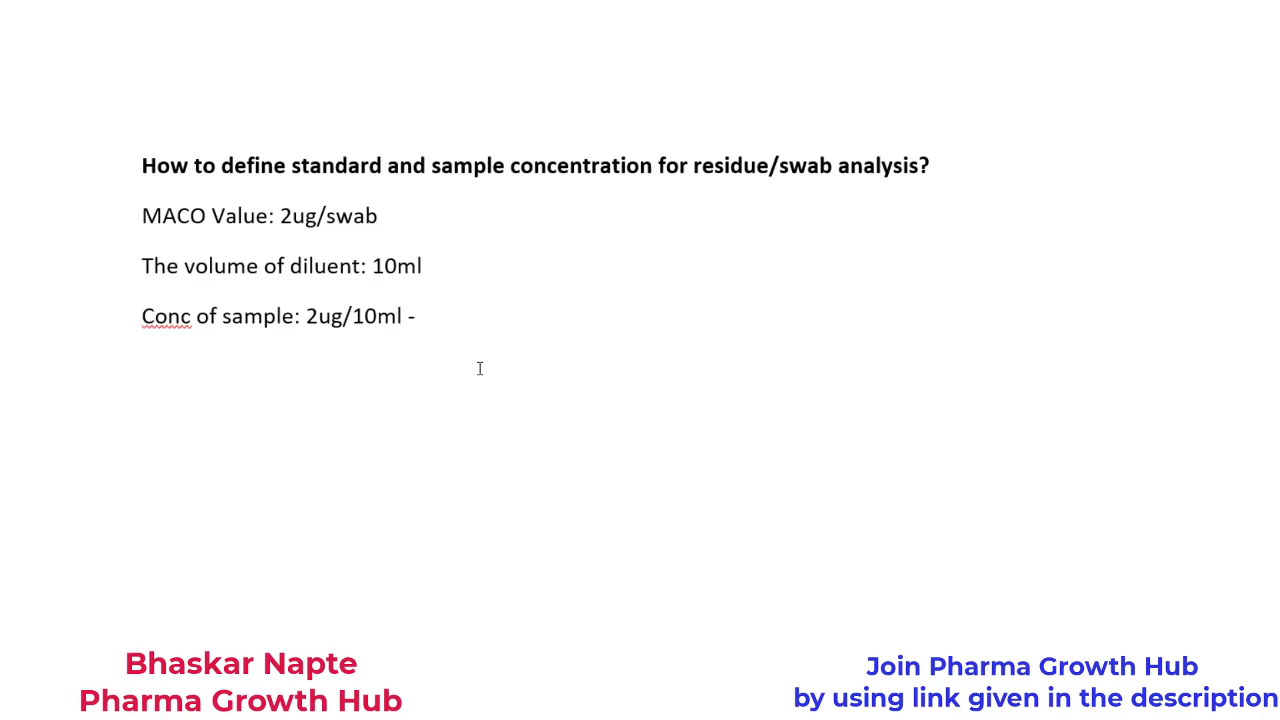 How to define standard and sample concentration for residue/swab analysis?
MACO Value: 2ug/swab
The volume of diluent: 10ml
Conc of sample: 2ug/10ml -
Bhaskar Napte
Pharma Growth Hub
Join Pharma Growth Hub
by using link given in the description